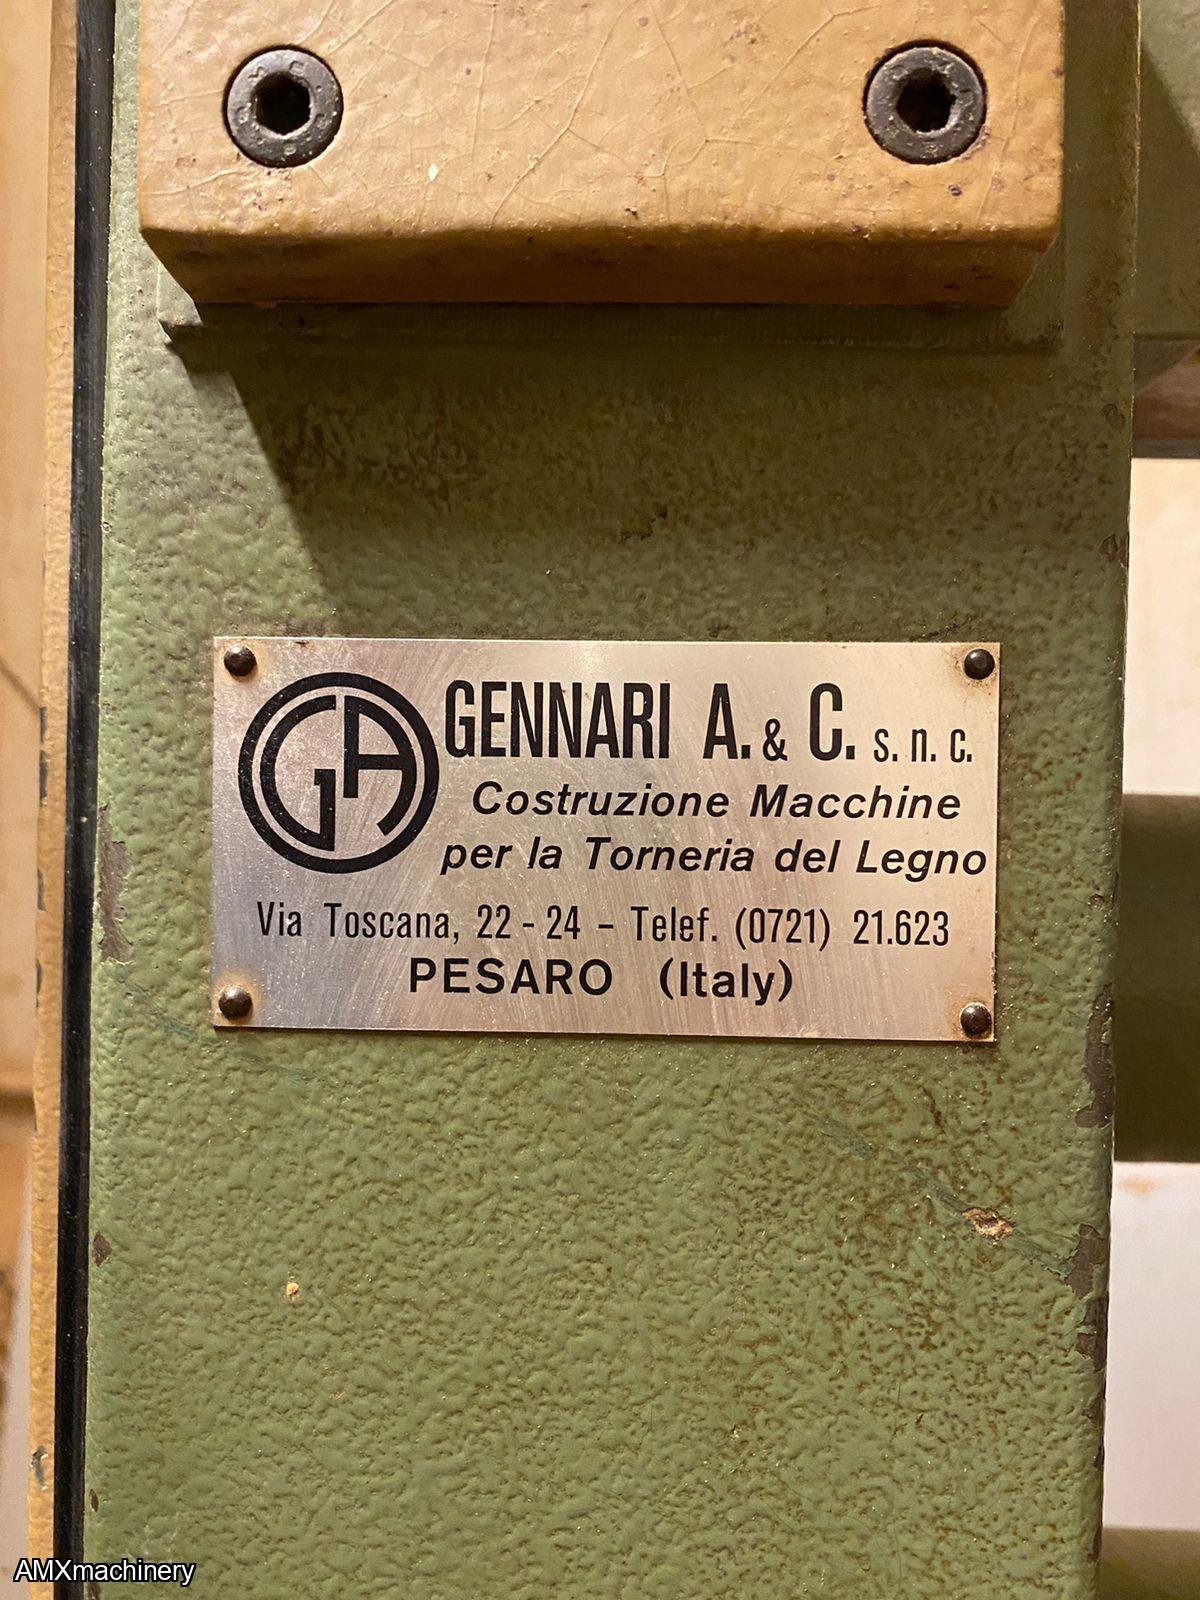 GA
GENNARI A. & C. s. n. c.
Costruzione Macchine
per la Torneria del Legno
Via Toscana, 22 - 24 – Telef. (0721) 21.623
PESARO (Italy)
AMXmachinery